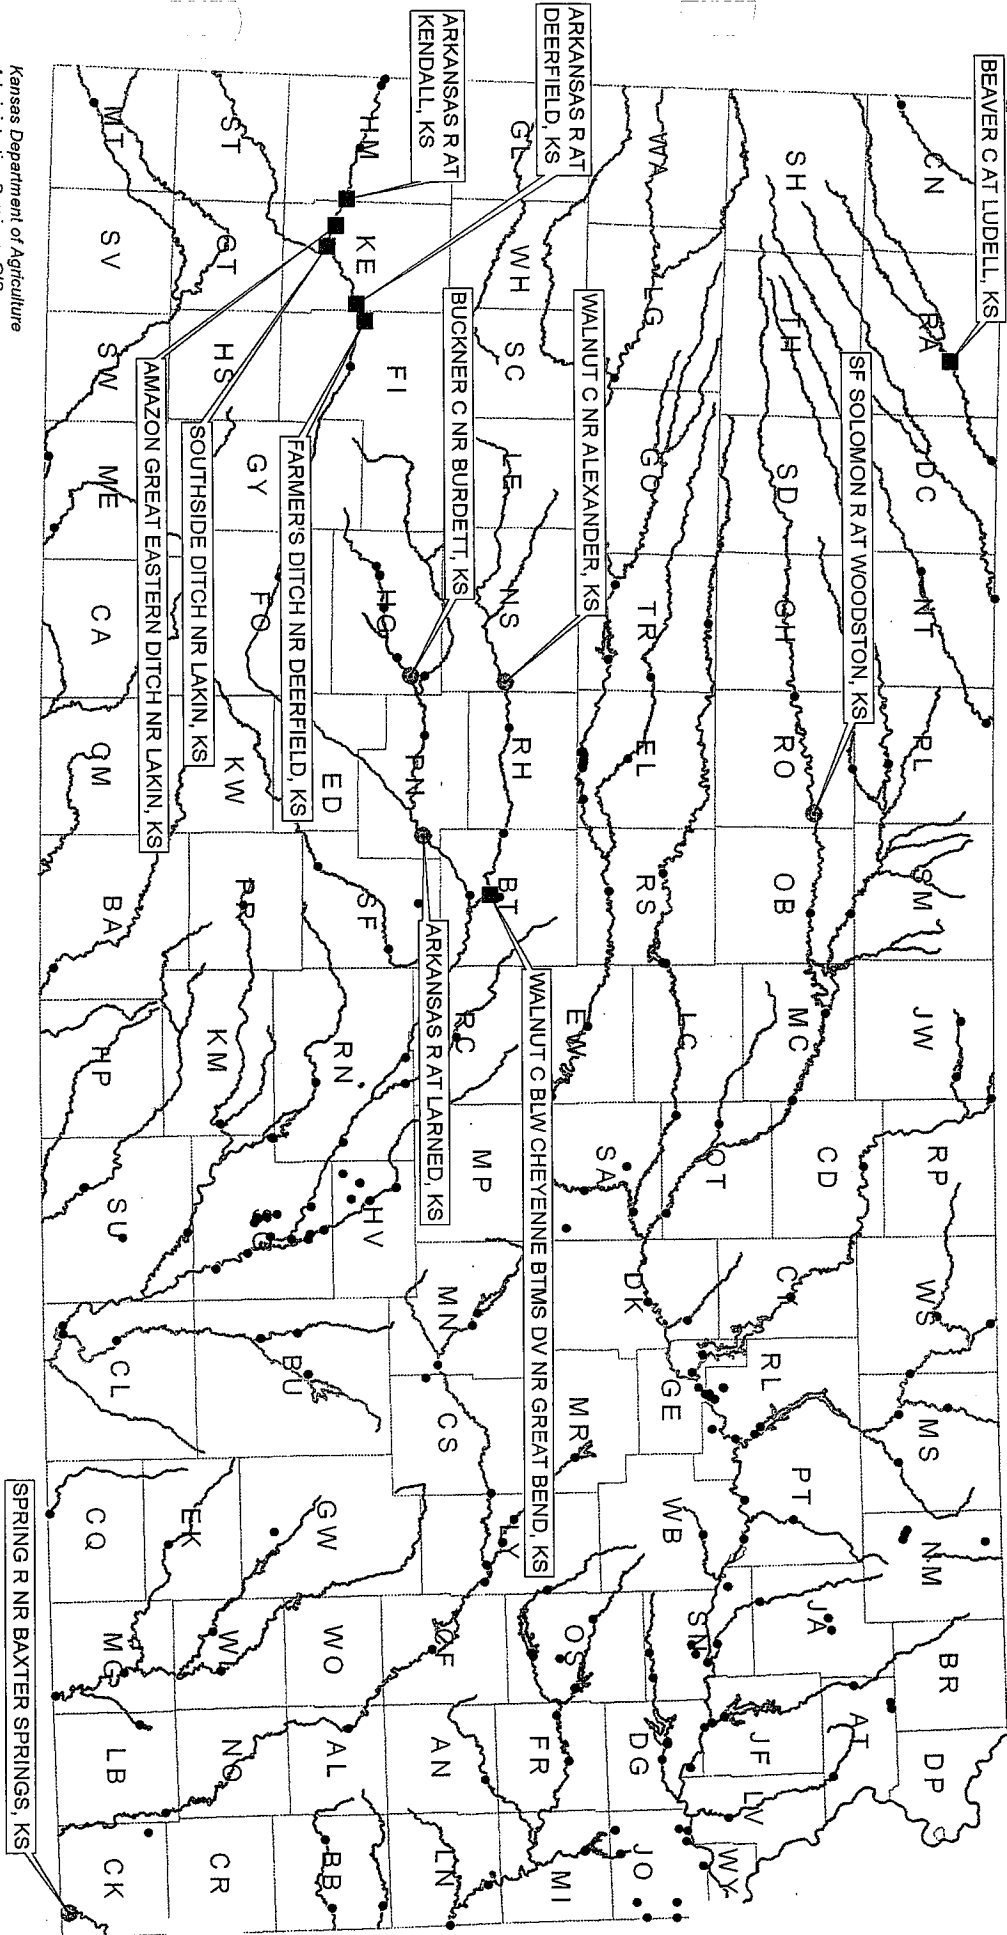 BEAVER C AT LUDELL, KS
SF SOLOMON R AT WOODSTON, KS
WALNUT C NR ALEXANDER, KS
BUCKNER C NR BURDETT, KS
ARKANSAS R AT
DEERFIELD, KS
ARKANSAS R AT
KENDALL, KS
FARMER'S DITCH NR DEERFIELD, KS
SOUTHSIDE DITCH NR LAKIN, KS
AMAZON GREAT EASTERN DITCH NR LAKIN, KS
WALNUT C BLW CHEYENNE BTMS DV NR GREAT BEND, KS
ARKANSAS R AT LARNED, KS
SPRING R NR BAXTER SPRINGS, KS
CN
RA
DC
NT
PL
SM
JW
RP
WS
MS
NM
BR
DP
SH
TH
SD
GH
RO
OB
MC
CD
CY
RL
PT
JA
AT
WA
LG
GO
TR
EL
RS
LC
OT
DK
GE
WB
SN
JF
LV
WY
GL
WH
SC
LE
NS
RH
BT
EW
SA
MR
OS
DG
JO
HM
KE
FI
HG
PN
RC
MP
MN
CS
LY
CF
FR
MI
AN
LN
ST
GT
HS
GY
FO
ED
SF
RN
HV
BU
GW
WO
AL
BB
MT
SV
SW
ME
CA
KW
CM
PR
BA
KM
HP
SU
CL
EK
CQ
WL
MG
NO
LB
CR
CK
Kansas Department of Agriculture